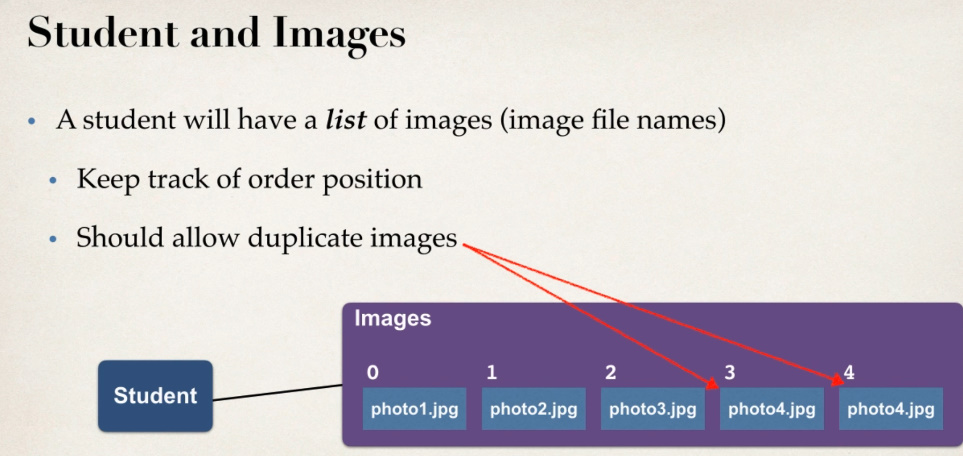 Student and Images
• A student will have a list of images (image file names)
• Keep track of order position
• Should allow duplicate images
Images
0 1 2 3 4
Student
photo1.jpg photo2.jpg photo3.jpg photo4.jpg photo4.jpg